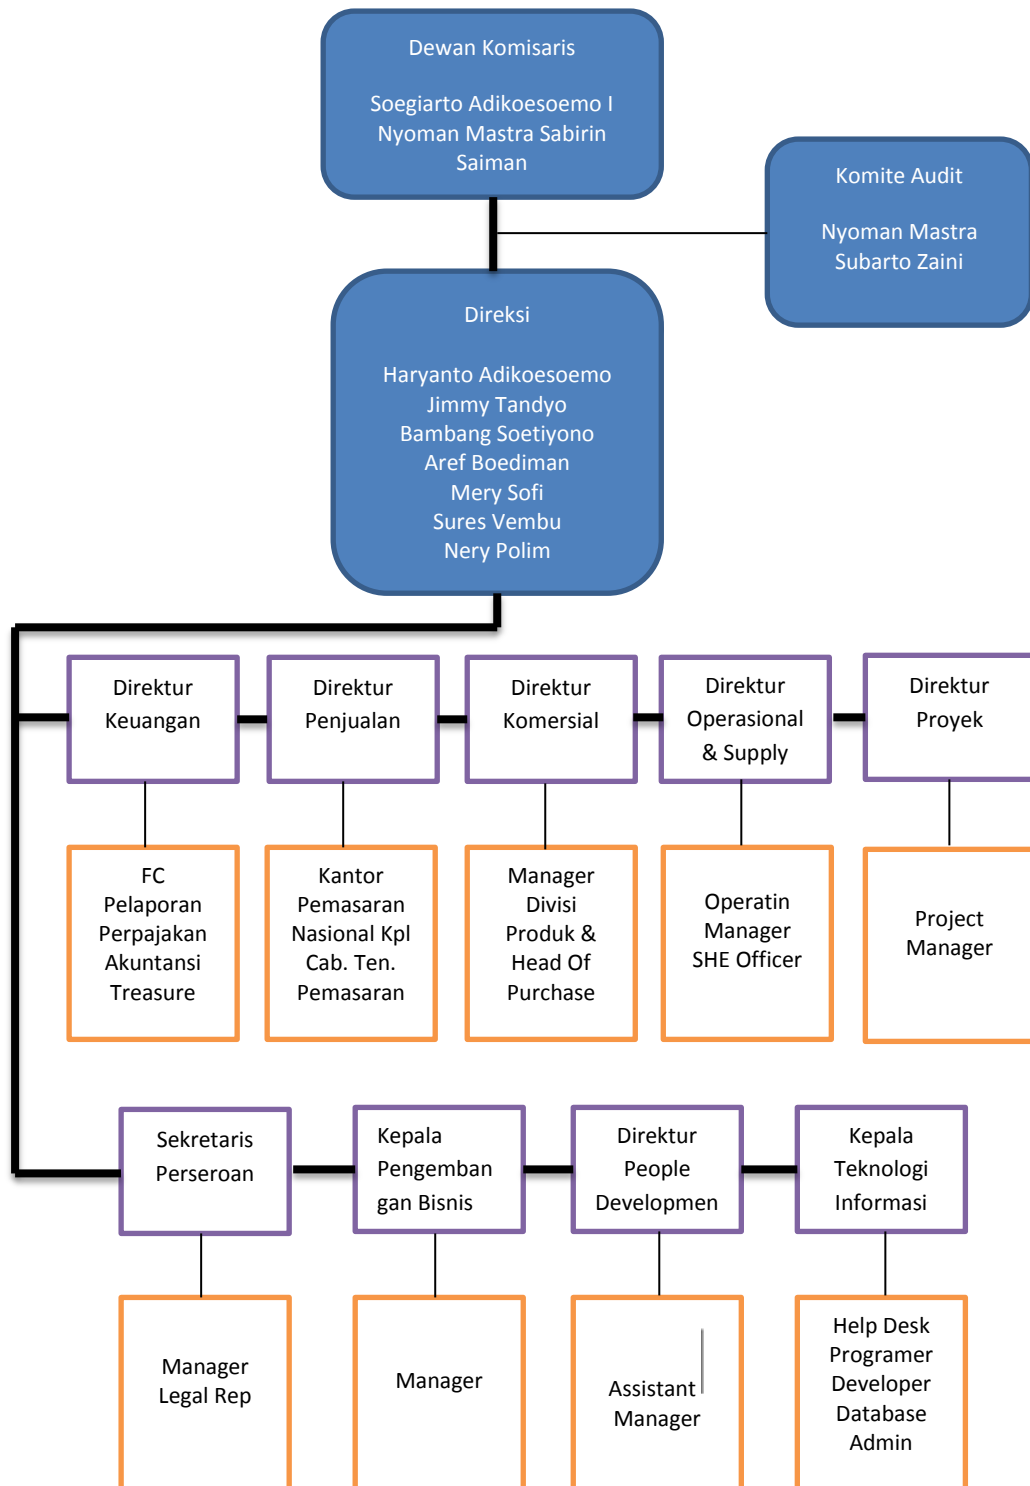 Dewan Komisaris
Soegiarto Adikoesoemo I
Nyoman Mastra Sabirin
Saiman
Komite Audit
Nyoman Mastra
Subarto Zaini
Direksi
Haryanto Adikoesoemo
Jimmy Tandyo
Bambang Soetiyono
Aref Boediman
Mery Sofi
Sures Vembu
Nery Polim
Direktur
Keuangan
Direktur
Penjualan
Direktur
Komersial
Direktur
Operasional
& Supply
Direktur
Proyek
FC
Pelaporan
Perpajakan
Akuntansi
Treasure
Kantor
Pemasaran
Nasional Kpl
Cab. Ten.
Pemasaran
Manager
Divisi
Produk &
Head Of
Purchase
Operatin
Manager
SHE Officer
Project
Manager
Sekretaris
Perseroan
Kepala
Pengemban
gan Bisnis
Direktur
People
Developmen
Kepala
Teknologi
Informasi
Manager
Legal Rep
Manager
Assistant
Manager
Help Desk
Programer
Developer
Database
Admin